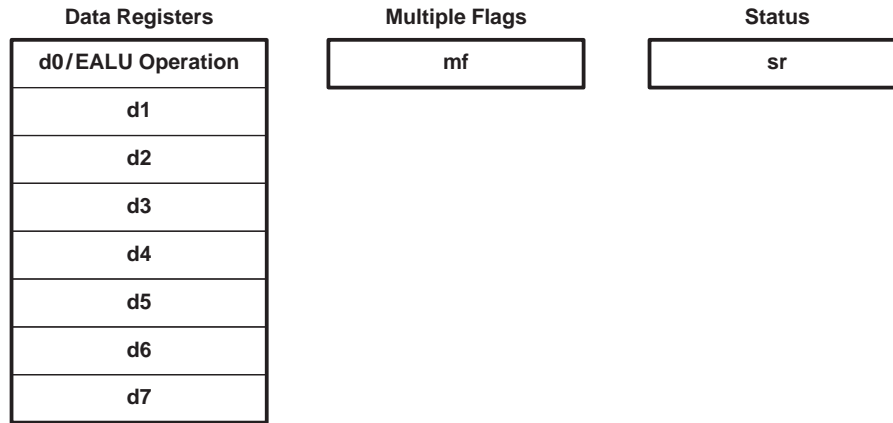 Data Registers
Multiple Flags
Status
d0/EALU Operation
mf
sr
d1
d2
d3
d4
d5
d6
d7